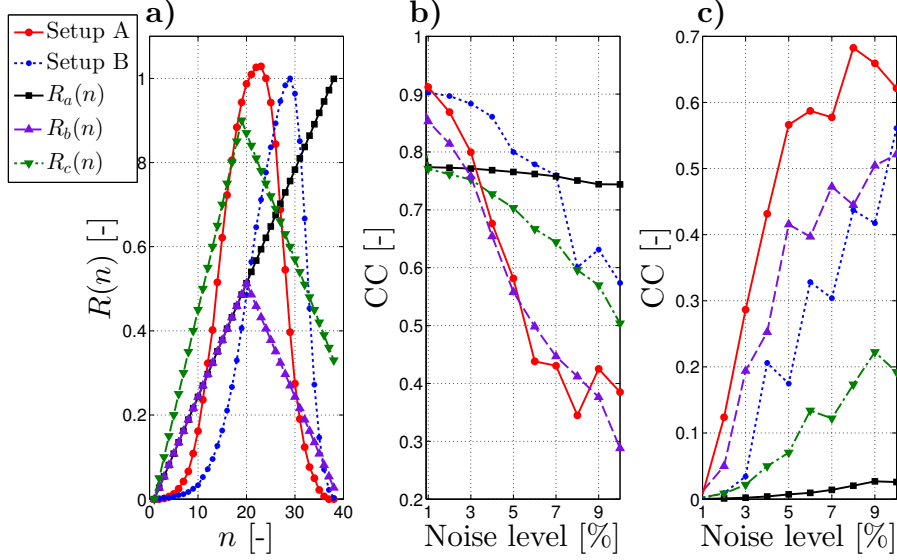 a)
b)
c)
Setup A
Setup B
R_a(n)
R_b(n)
R_c(n)
R(n) [-]
1
0.8
0.6
0.4
0.2
0
0 10 20 30 40
n [-]
CC [-]
1
0.9
0.8
0.7
0.6
0.5
0.4
0.3
0.2
1 3 5 7 9
Noise level [%]
CC [-]
0.7
0.6
0.5
0.4
0.3
0.2
0.1
0
1 3 5 7 9
Noise level [%]